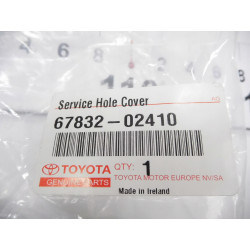 Service Hole Cover
67832-02410
TOYOTA
GENUINE PARTS
QTY: 1
TOYOTA MOTOR EUROPE NV/SA
Made in Ireland